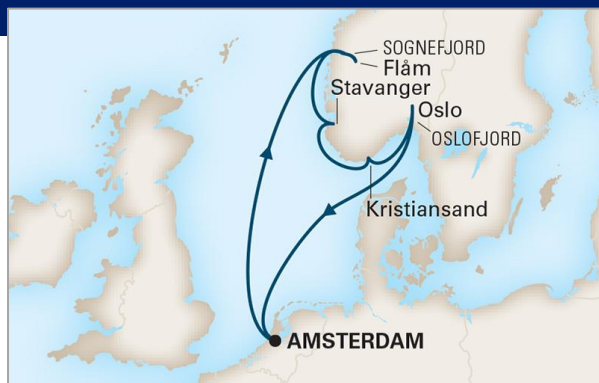 SOGNEFJORD
Flåm
Stavanger
Oslo
OSLOFJORD
Kristiansand
AMSTERDAM